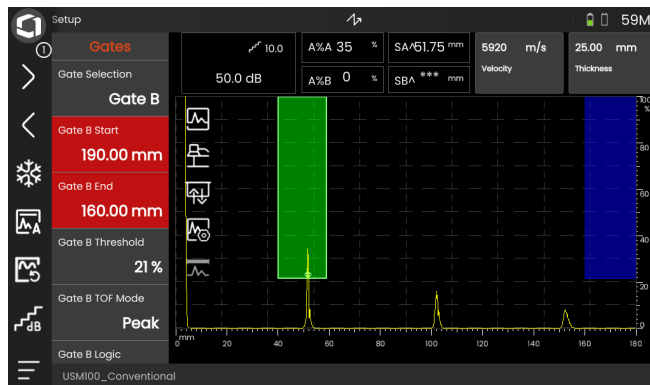 Setup
59M
1
Gates
10.0
50.0 dB
A%A 35 %
A%B 0 %
SA^51.75 mm
SB^ *** mm
5920 m/s
Velocity
25.00 mm
Thickness
Gate Selection
Gate B
Gate B Start
190.00 mm
Gate B End
160.00 mm
Gate B Threshold
21 %
Gate B TOF Mode
Peak
Gate B Logic
A
dB
100
%
80
60
40
20
0
mm
20
40
60
80
100
120
140
160
180
USM100_Conventional